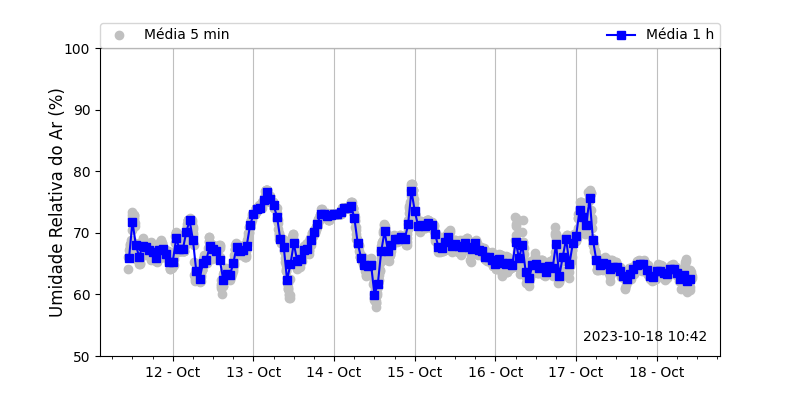 Média 5 min
Média 1 h
Umidade Relativa do Ar (%)
100
90
80
70
60
50
2023-10-18 10:42
12 - Oct
13 - Oct
14 - Oct
15 - Oct
16 - Oct
17 - Oct
18 - Oct